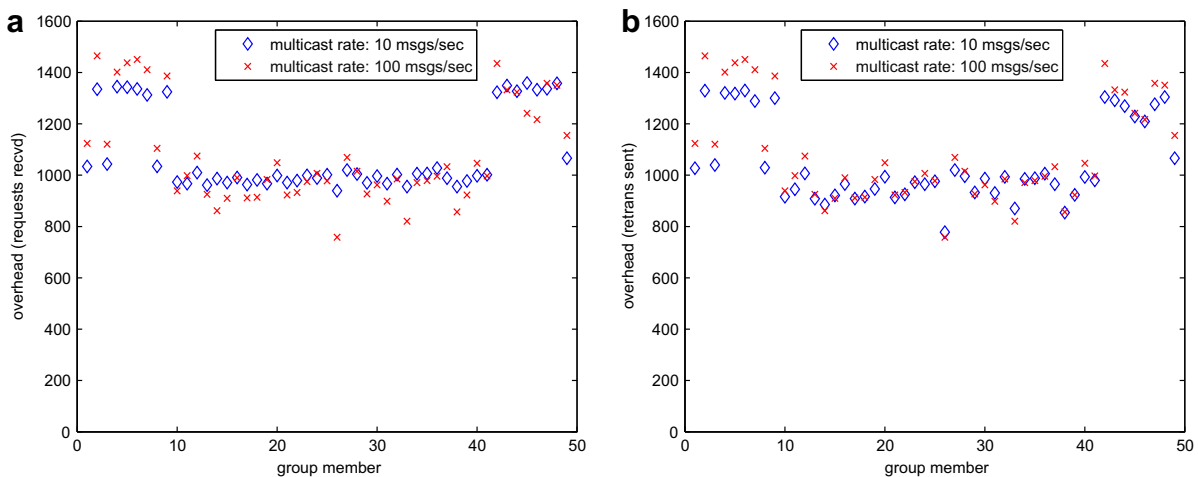 a
multicast rate: 10 msgs/sec
multicast rate: 100 msgs/sec
overhead (requests recvd)
1600
1400
1200
1000
800
600
400
200
0
0 10 20 30 40 50
group member
b
multicast rate: 10 msgs/sec
multicast rate: 100 msgs/sec
overhead (retrans sent)
1600
1400
1200
1000
800
600
400
200
0
0 10 20 30 40 50
group member